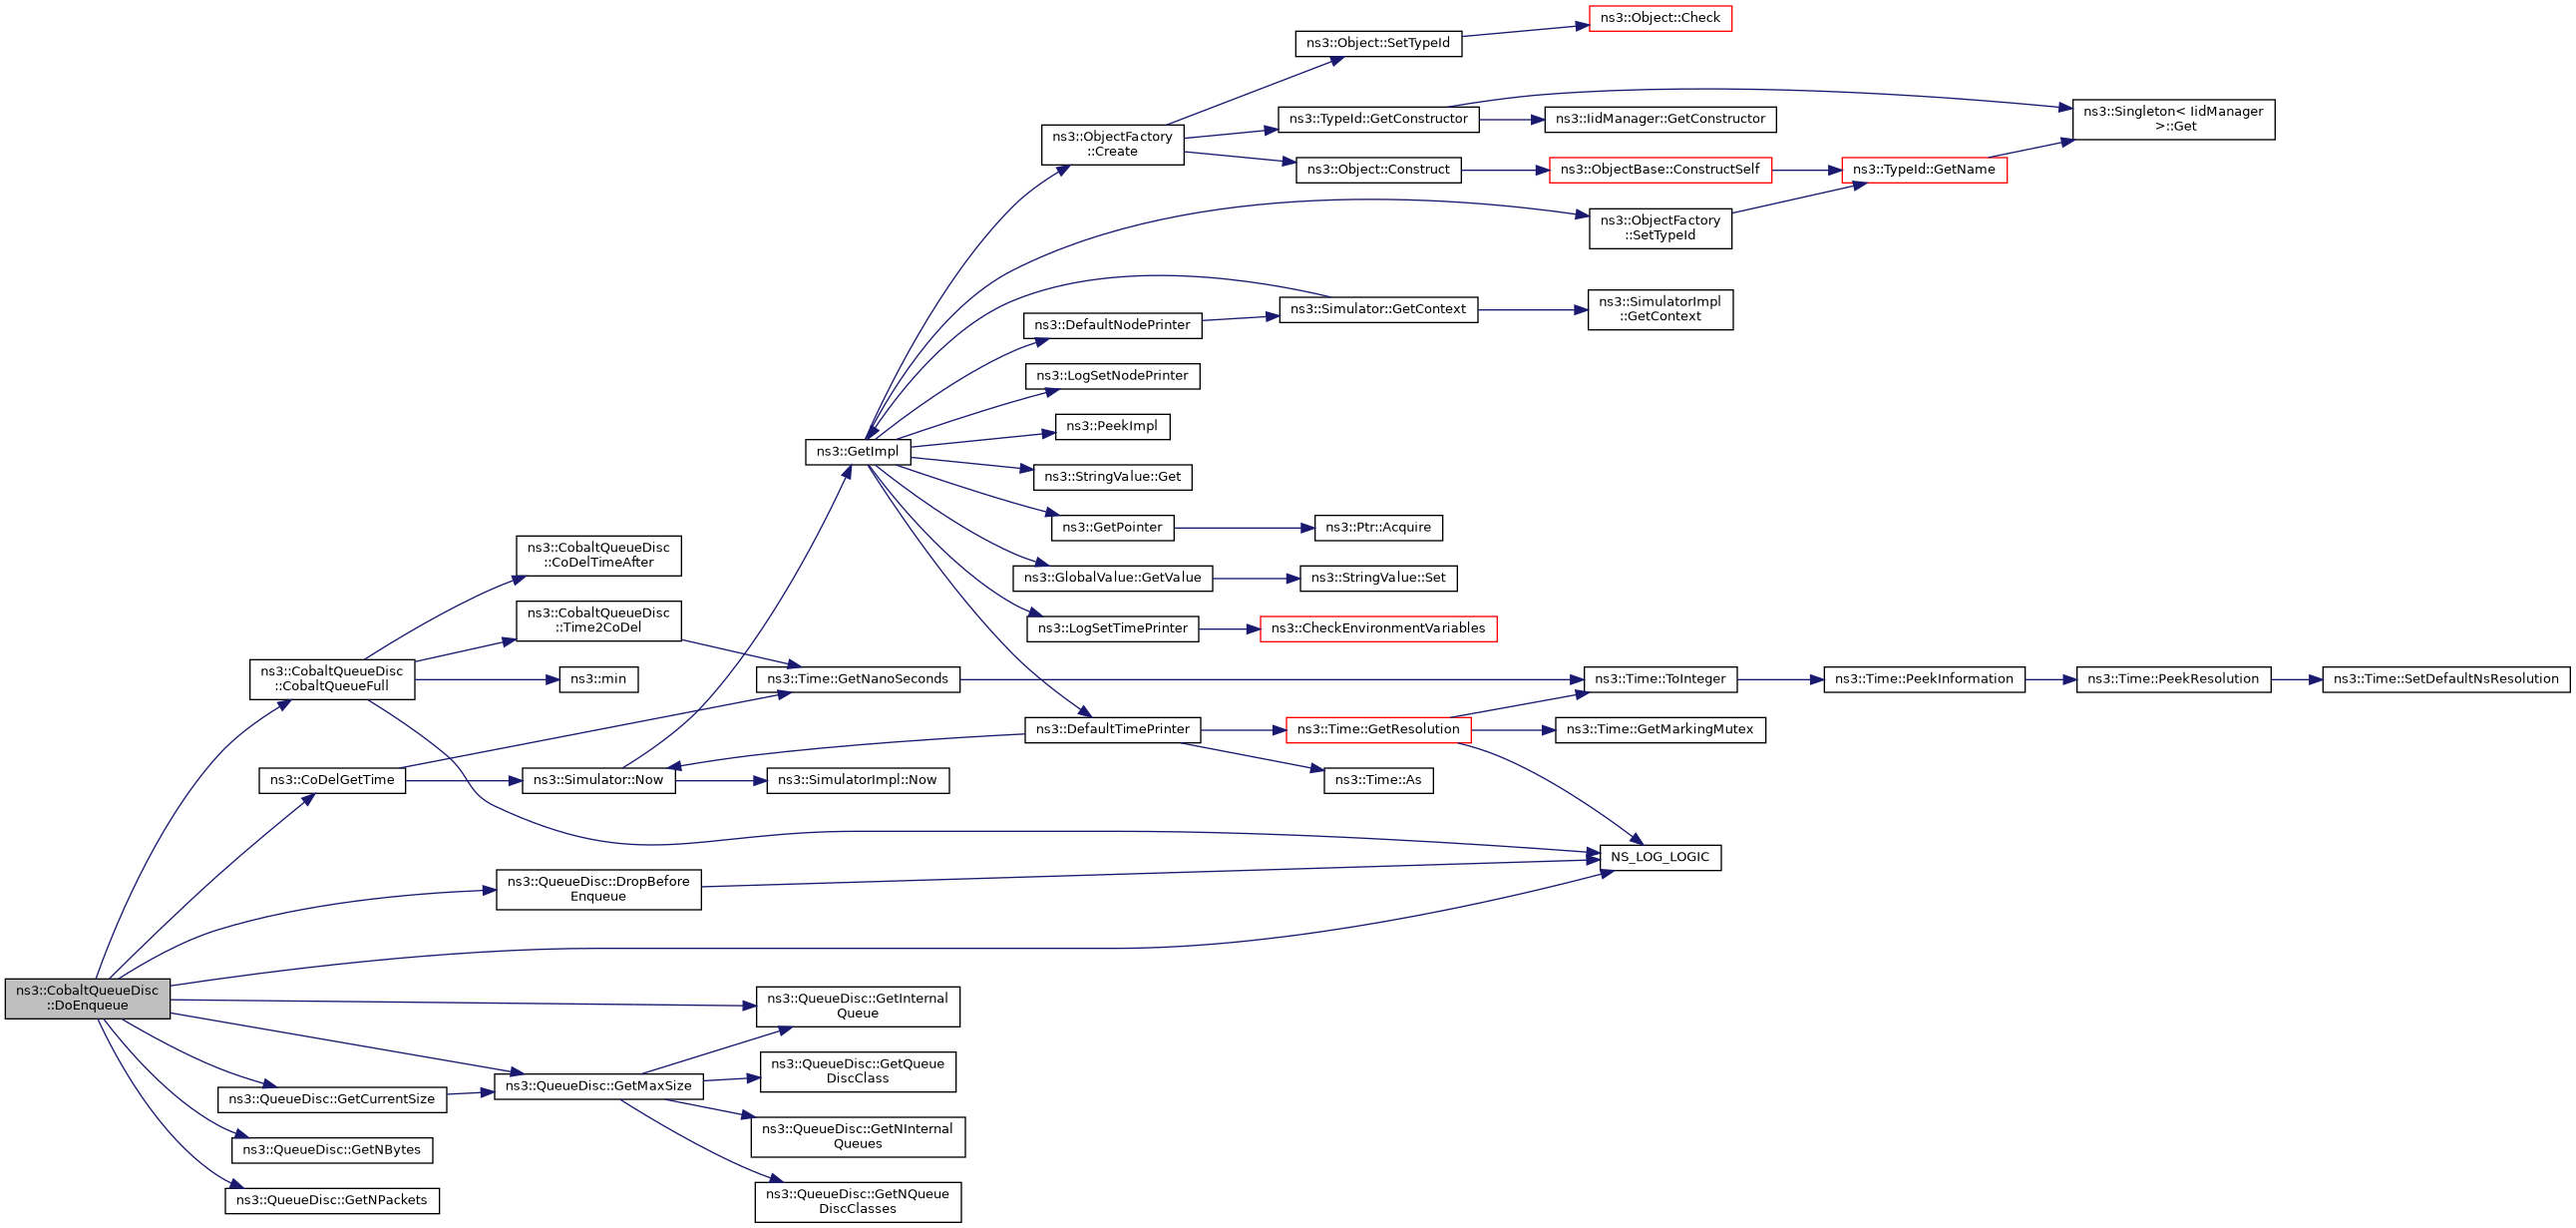 ns3::Object::Check
ns3::Object::SetTypeId
ns3::Singleton< IidManager
>::Get
ns3::TypeId::GetConstructor
ns3::IidManager::GetConstructor
ns3::ObjectFactory
::Create
ns3::Object::Construct
ns3::ObjectBase::ConstructSelf
ns3::TypeId::GetName
ns3::ObjectFactory
::SetTypeId
ns3::Simulator::GetContext
ns3::SimulatorImpl
::GetContext
ns3::DefaultNodePrinter
ns3::LogSetNodePrinter
ns3::PeekImpl
ns3::GetImpl
ns3::StringValue::Get
ns3::GetPointer
ns3::Ptr::Acquire
ns3::CobaltQueueDisc
::CoDelTimeAfter
ns3::GlobalValue::GetValue
ns3::StringValue::Set
ns3::CobaltQueueDisc
::Time2CoDel
ns3::LogSetTimePrinter
ns3::CheckEnvironmentVariables
ns3::CobaltQueueDisc
::CobaltQueueFull
ns3::min
ns3::Time::GetNanoSeconds
ns3::Time::ToInteger
ns3::Time::PeekInformation
ns3::Time::PeekResolution
ns3::Time::SetDefaultNsResolution
ns3::DefaultTimePrinter
ns3::Time::GetResolution
ns3::Time::GetMarkingMutex
ns3::CoDelGetTime
ns3::Simulator::Now
ns3::SimulatorImpl::Now
ns3::Time::As
NS_LOG_LOGIC
ns3::QueueDisc::DropBefore
Enqueue
ns3::CobaltQueueDisc
::DoEnqueue
ns3::QueueDisc::GetInternal
Queue
ns3::QueueDisc::GetQueue
DiscClass
ns3::QueueDisc::GetMaxSize
ns3::QueueDisc::GetCurrentSize
ns3::QueueDisc::GetNInternal
Queues
ns3::QueueDisc::GetNBytes
ns3::QueueDisc::GetNPackets
ns3::QueueDisc::GetNQueue
DiscClasses